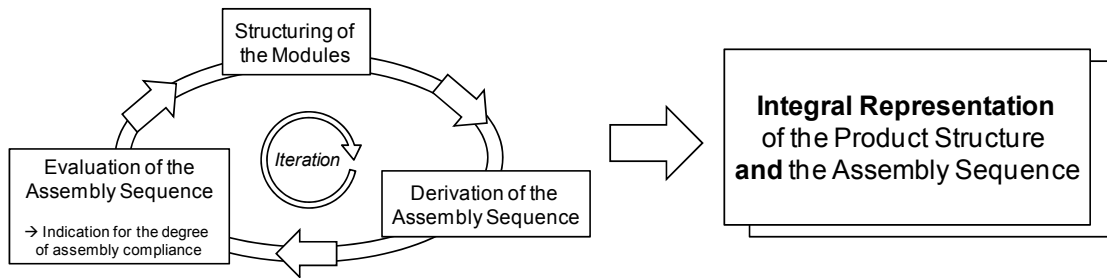 Structuring of
the Modules
Iteration
Evaluation of the
Assembly Sequence
→ Indication for the degree
of assembly compliance
Derivation of the
Assembly Sequence
Integral Representation
of the Product Structure
and the Assembly Sequence